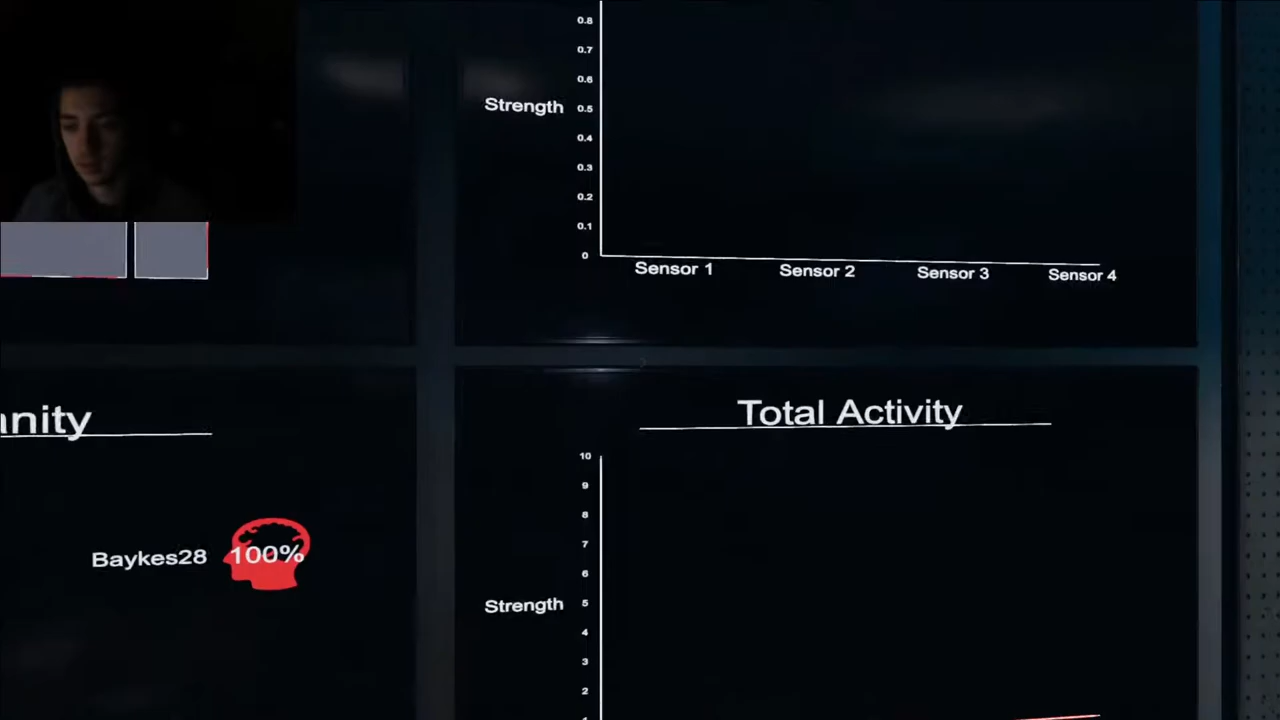 0.8
0.7
0.6
Strength 0.5
0.4
0.3
0.2
0.1
0
Sensor 1 Sensor 2 Sensor 3 Sensor 4
anity
Baykes28 100%
Total Activity
10
9
8
7
6
Strength 5
4
3
2